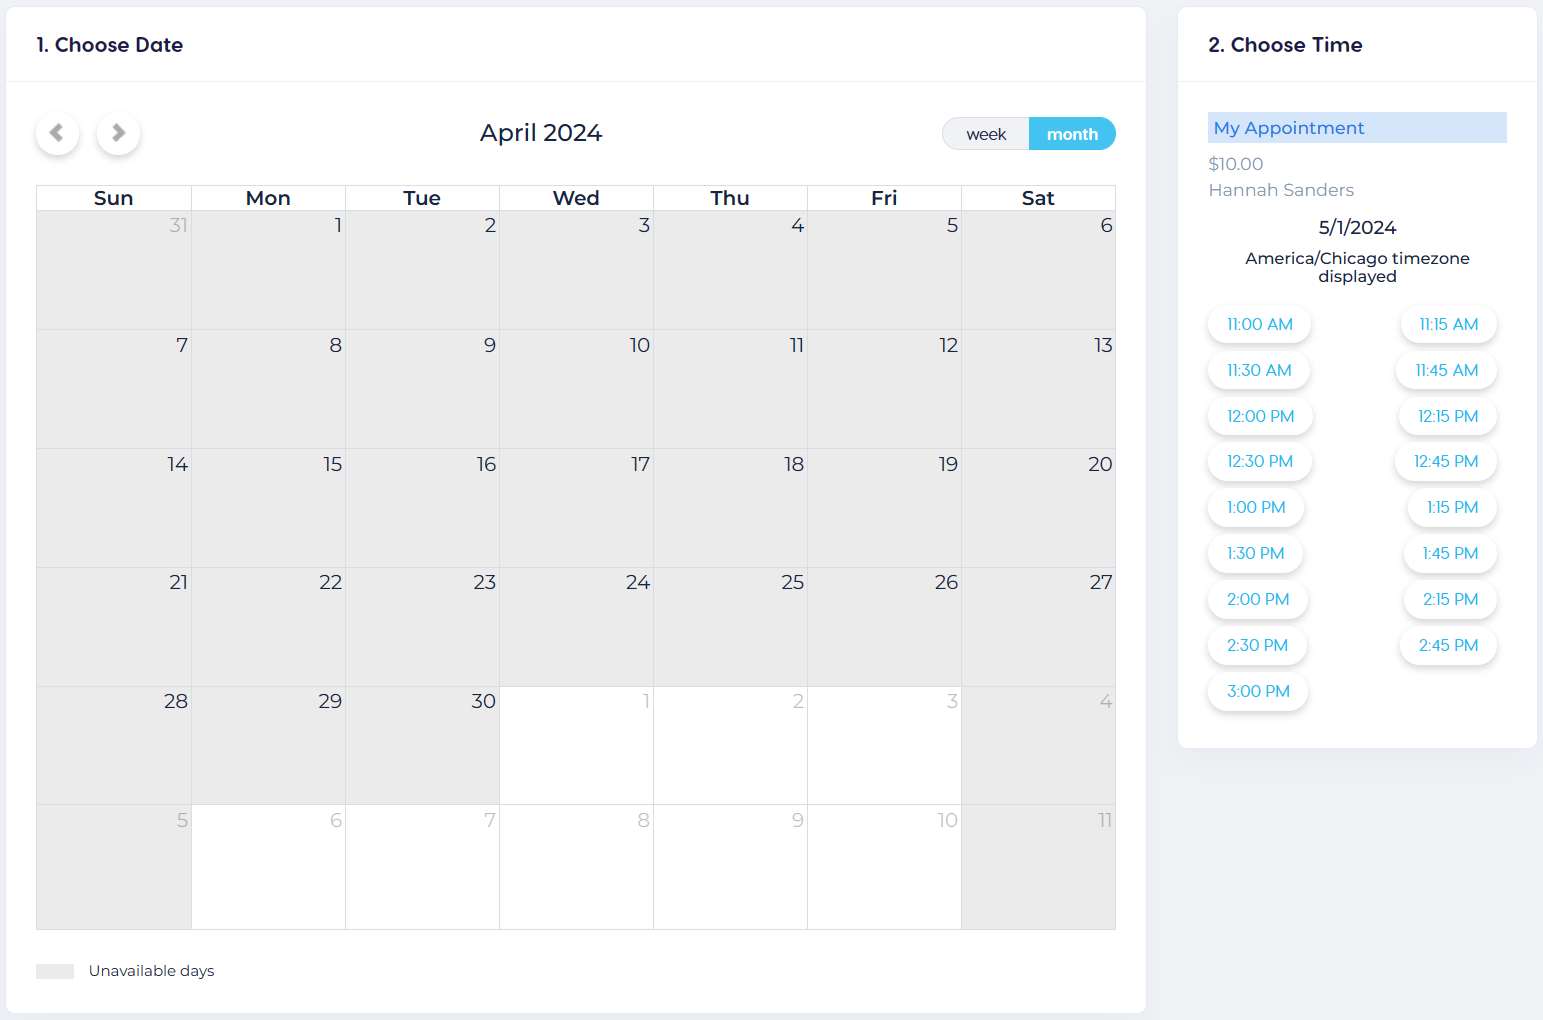 1. Choose Date
April 2024
week month
Sun Mon Tue Wed Thu Fri Sat
31 1 2 3 4 5 6
7 8 9 10 11 12 13
14 15 16 17 18 19 20
21 22 23 24 25 26 27
28 29 30 1 2 3 4
5 6 7 8 9 10 11
Unavailable days
2. Choose Time
My Appointment
$10.00
Hannah Sanders
5/1/2024
America/Chicago timezone
displayed
11:00 AM 11:15 AM
11:30 AM 11:45 AM
12:00 PM 12:15 PM
12:30 PM 12:45 PM
1:00 PM 1:15 PM
1:30 PM 1:45 PM
2:00 PM 2:15 PM
2:30 PM 2:45 PM
3:00 PM